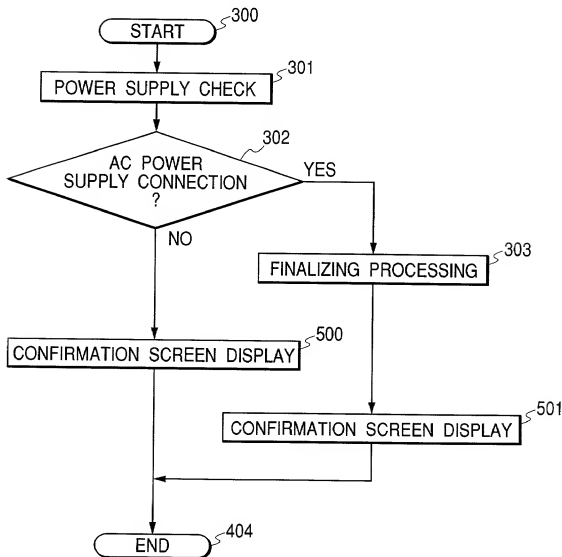 START
300
301
POWER SUPPLY CHECK
302
AC POWER
SUPPLY CONNECTION
?
YES
NO
303
FINALIZING PROCESSING
500
CONFIRMATION SCREEN DISPLAY
501
CONFIRMATION SCREEN DISPLAY
END
404